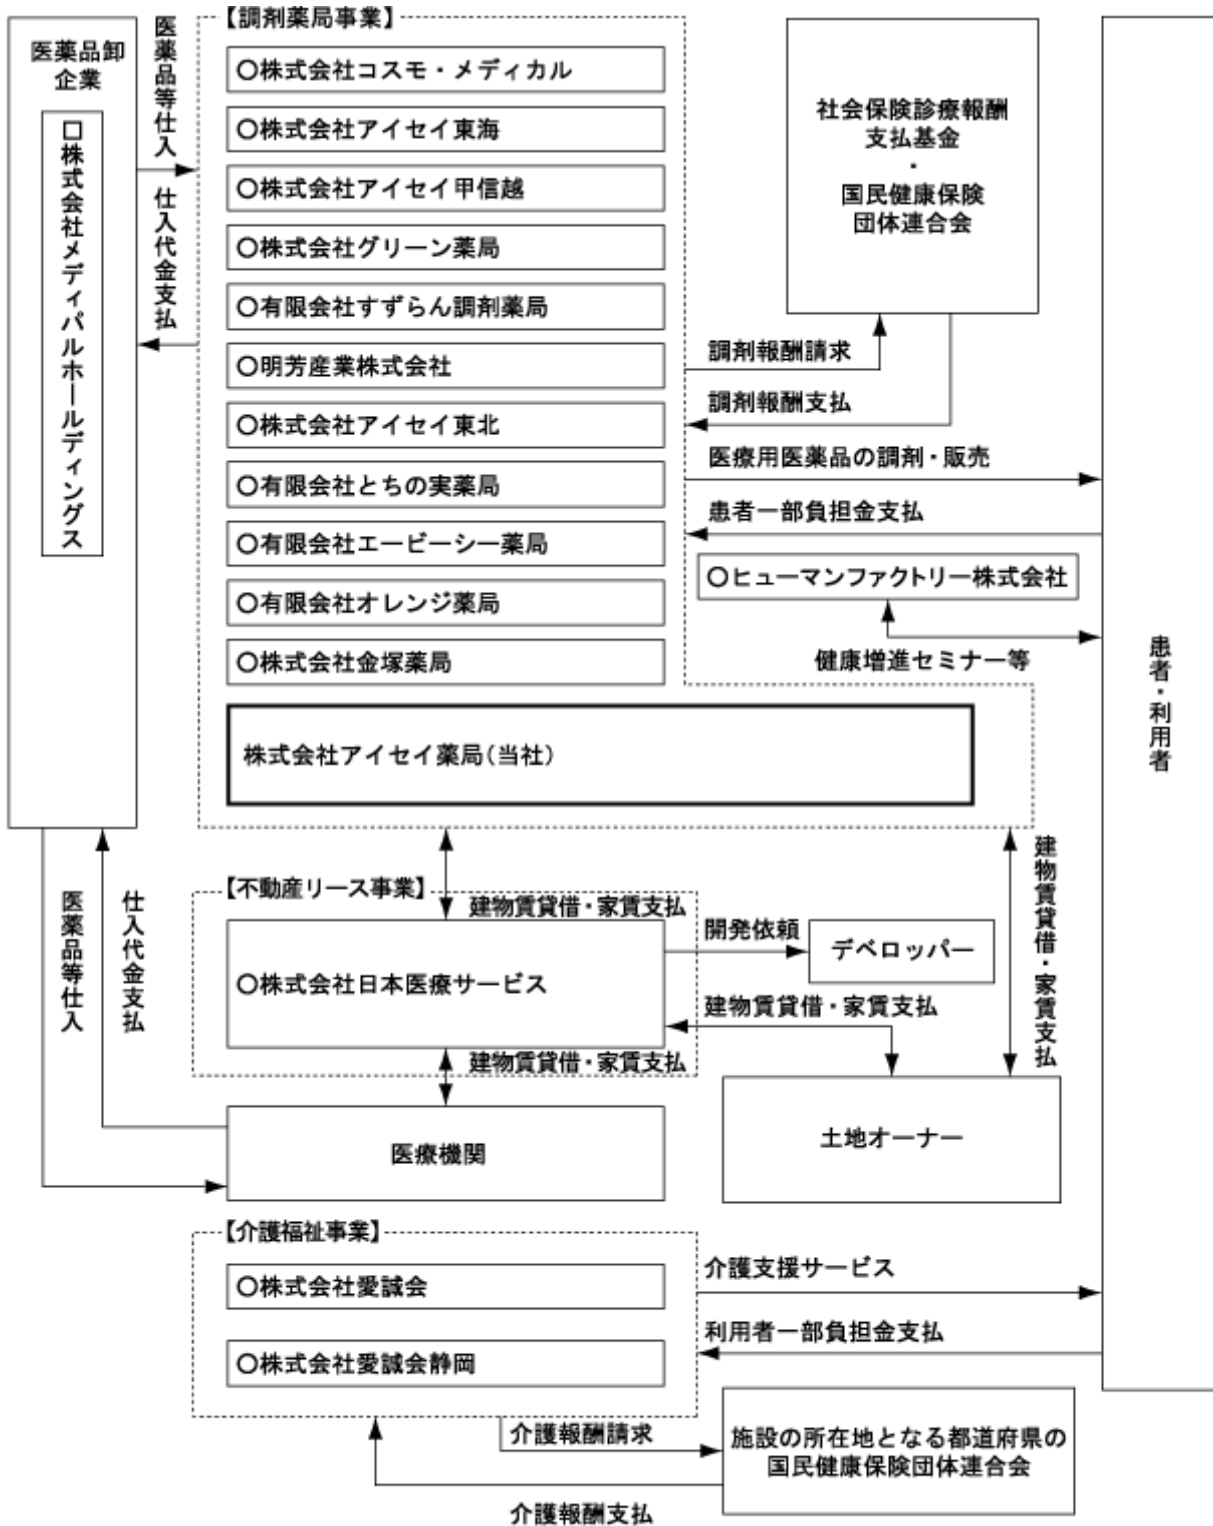 医薬品卸
企業
□株式会社メディパルホールディングス
医薬品等仕入
仕入代金支払
【調剤薬局事業】
○株式会社コスモ・メディカル
○株式会社アイセイ東海
○株式会社アイセイ甲信越
○株式会社グリーン薬局
○有限会社すずらん調剤薬局
○明芳産業株式会社
○株式会社アイセイ東北
○有限会社とちの実薬局
○有限会社エービーシー薬局
○有限会社オレンジ薬局
○株式会社金塚薬局
株式会社アイセイ薬局(当社)
社会保険診療報酬
支払基金
・
国民健康保険
団体連合会
調剤報酬請求
調剤報酬支払
医療用医薬品の調剤・販売
患者一部負担金支払
○ヒューマンファクトリー株式会社
健康増進セミナー等
患者・利用者
医薬品等仕入
仕入代金支払
【不動産リース事業】
建物賃貸借・家賃支払
○株式会社日本医療サービス
開発依頼
デベロッパー
建物賃貸借・家賃支払
建物賃貸借・家賃支払
建物賃貸借・家賃支払
医療機関
土地オーナー
【介護福祉事業】
○株式会社愛誠会
○株式会社愛誠会静岡
介護支援サービス
利用者一部負担金支払
介護報酬請求
介護報酬支払
施設の所在地となる都道府県の
国民健康保険団体連合会